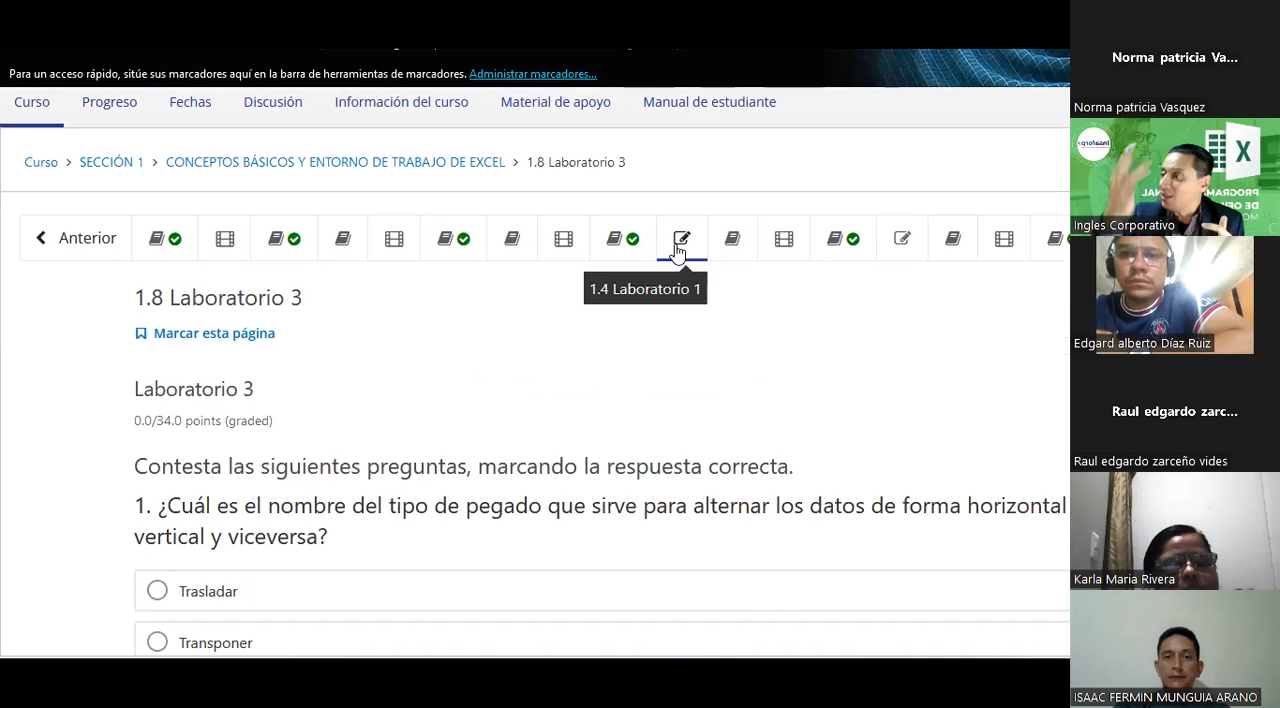 Para un acceso rápido, sitúe sus marcadores aquí en la barra de herramientas de marcadores. Administrar marcadores...
Curso Progreso Fechas Discusión Información del curso Material de apoyo Manual de estudiante
Curso > SECCIÓN 1 > CONCEPTOS BÁSICOS Y ENTORNO DE TRABAJO DE EXCEL > 1.8 Laboratorio 3
Anterior
1.4 Laboratorio 1
1.8 Laboratorio 3
Marcar esta página
Laboratorio 3
0.0/34.0 points (graded)
Contesta las siguientes preguntas, marcando la respuesta correcta.
1. ¿Cuál es el nombre del tipo de pegado que sirve para alternar los datos de forma horizontal
vertical y viceversa?
Trasladar
Transponer
Norma patricia Va...
Norma patricia Vasquez
X
Ingles Corporativo
Edgard alberto Díaz Ruiz
Raul edgardo zarc...
Raul edgardo zarceño vides
Karla Maria Rivera
ISAAC FERMIN MUNGUIA ARANO